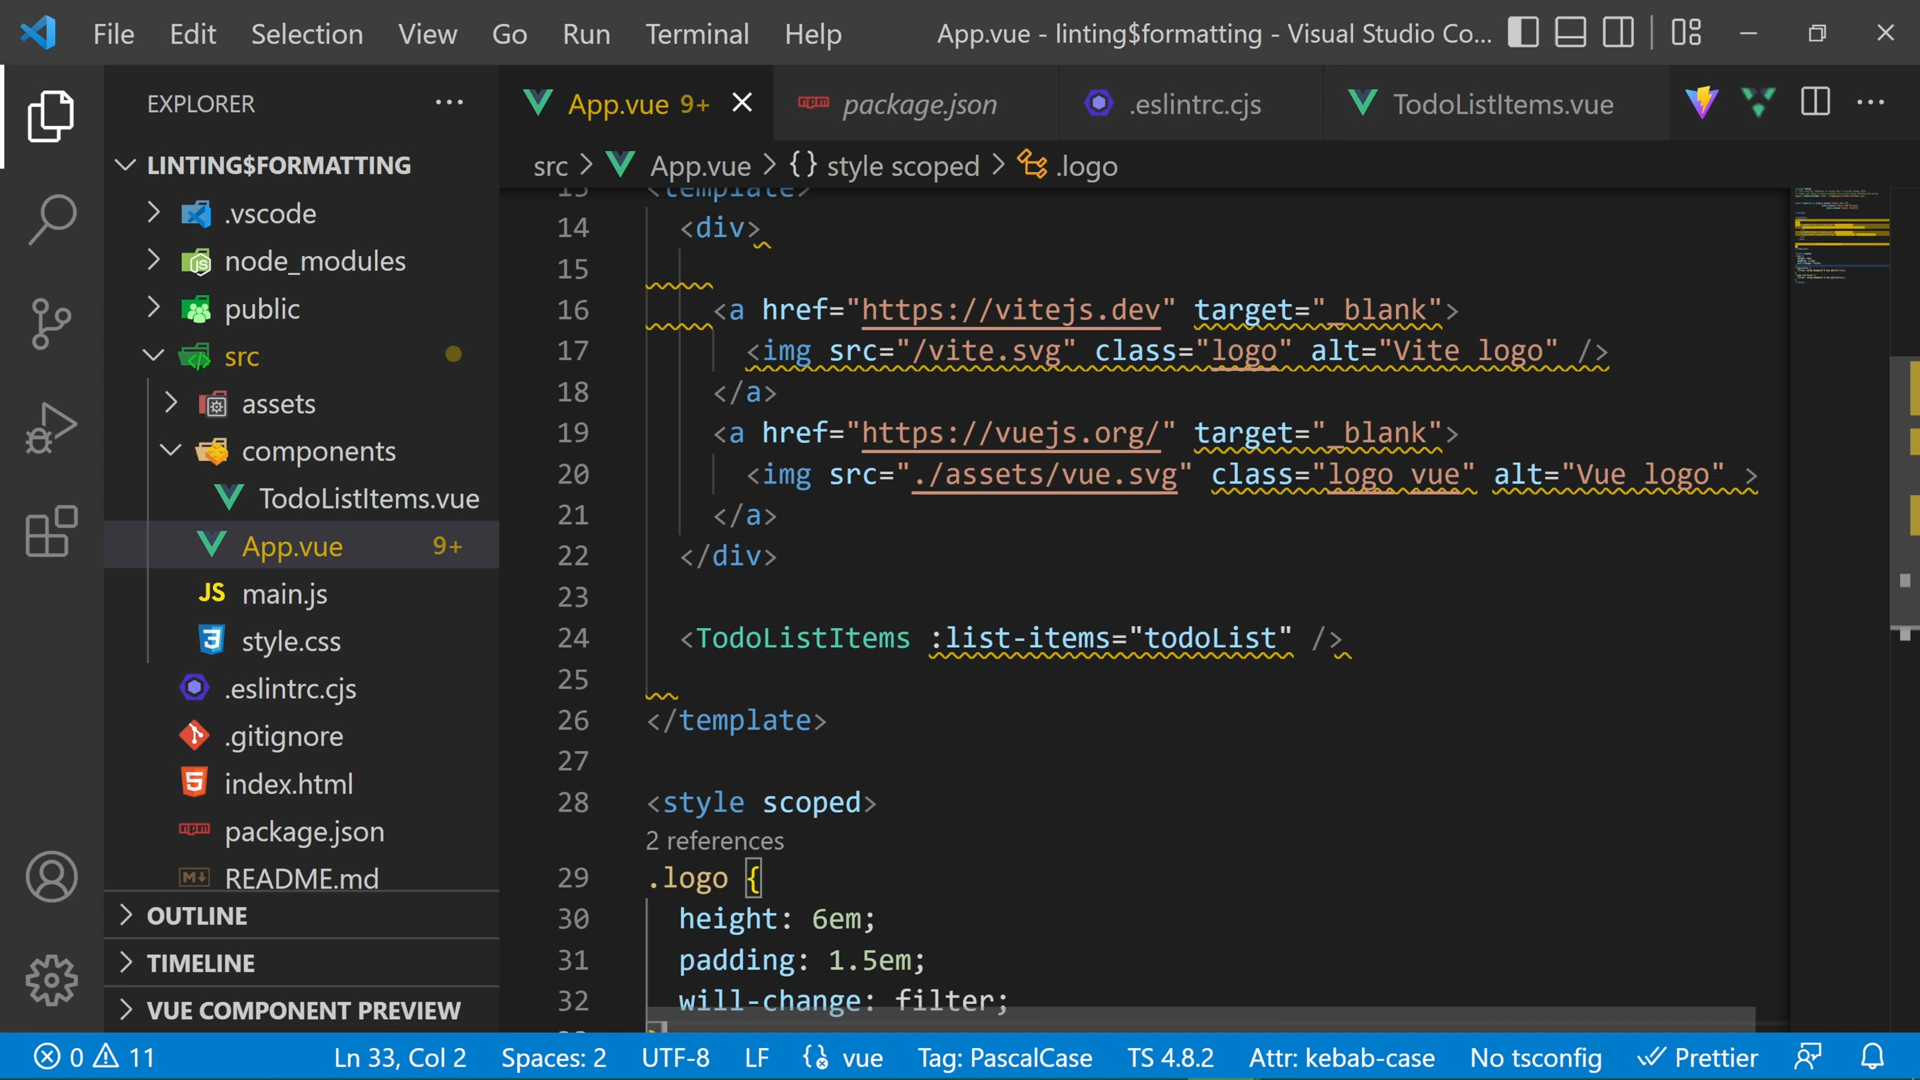 File Edit Selection View Go Run Terminal Help App.vue - linting$formatting - Visual Studio Co...
EXPLORER
App.vue 9+
package.json
.eslintrc.cjs
TodoListItems.vue
LINTING$FORMATTING
.vscode
node_modules
public
src
assets
components
TodoListItems.vue
App.vue 9+
JS main.js
style.css
.eslintrc.cjs
.gitignore
index.html
npm package.json
README.md
OUTLINE
TIMELINE
VUE COMPONENT PREVIEW
src > App.vue > {} style scoped > .logo
13 <template>
14 <div>
15
16 <a href="https://vitejs.dev" target="_blank">
17 <img src="/vite.svg" class="logo" alt="Vite logo" />
18 </a>
19 <a href="https://vuejs.org/" target="_blank">
20 <img src="./assets/vue.svg" class="logo vue" alt="Vue logo" >
21 </a>
22 </div>
23
24 <TodoListItems :list-items="todoList" />
25
26 </template>
27
28 <style scoped>
2 references
29 .logo {
30 height: 6em;
31 padding: 1.5em;
32 will-change: filter;
0 11 Ln 33, Col 2 Spaces: 2 UTF-8 LF vue Tag: PascalCase TS 4.8.2 Attr: kebab-case No tsconfig Prettier